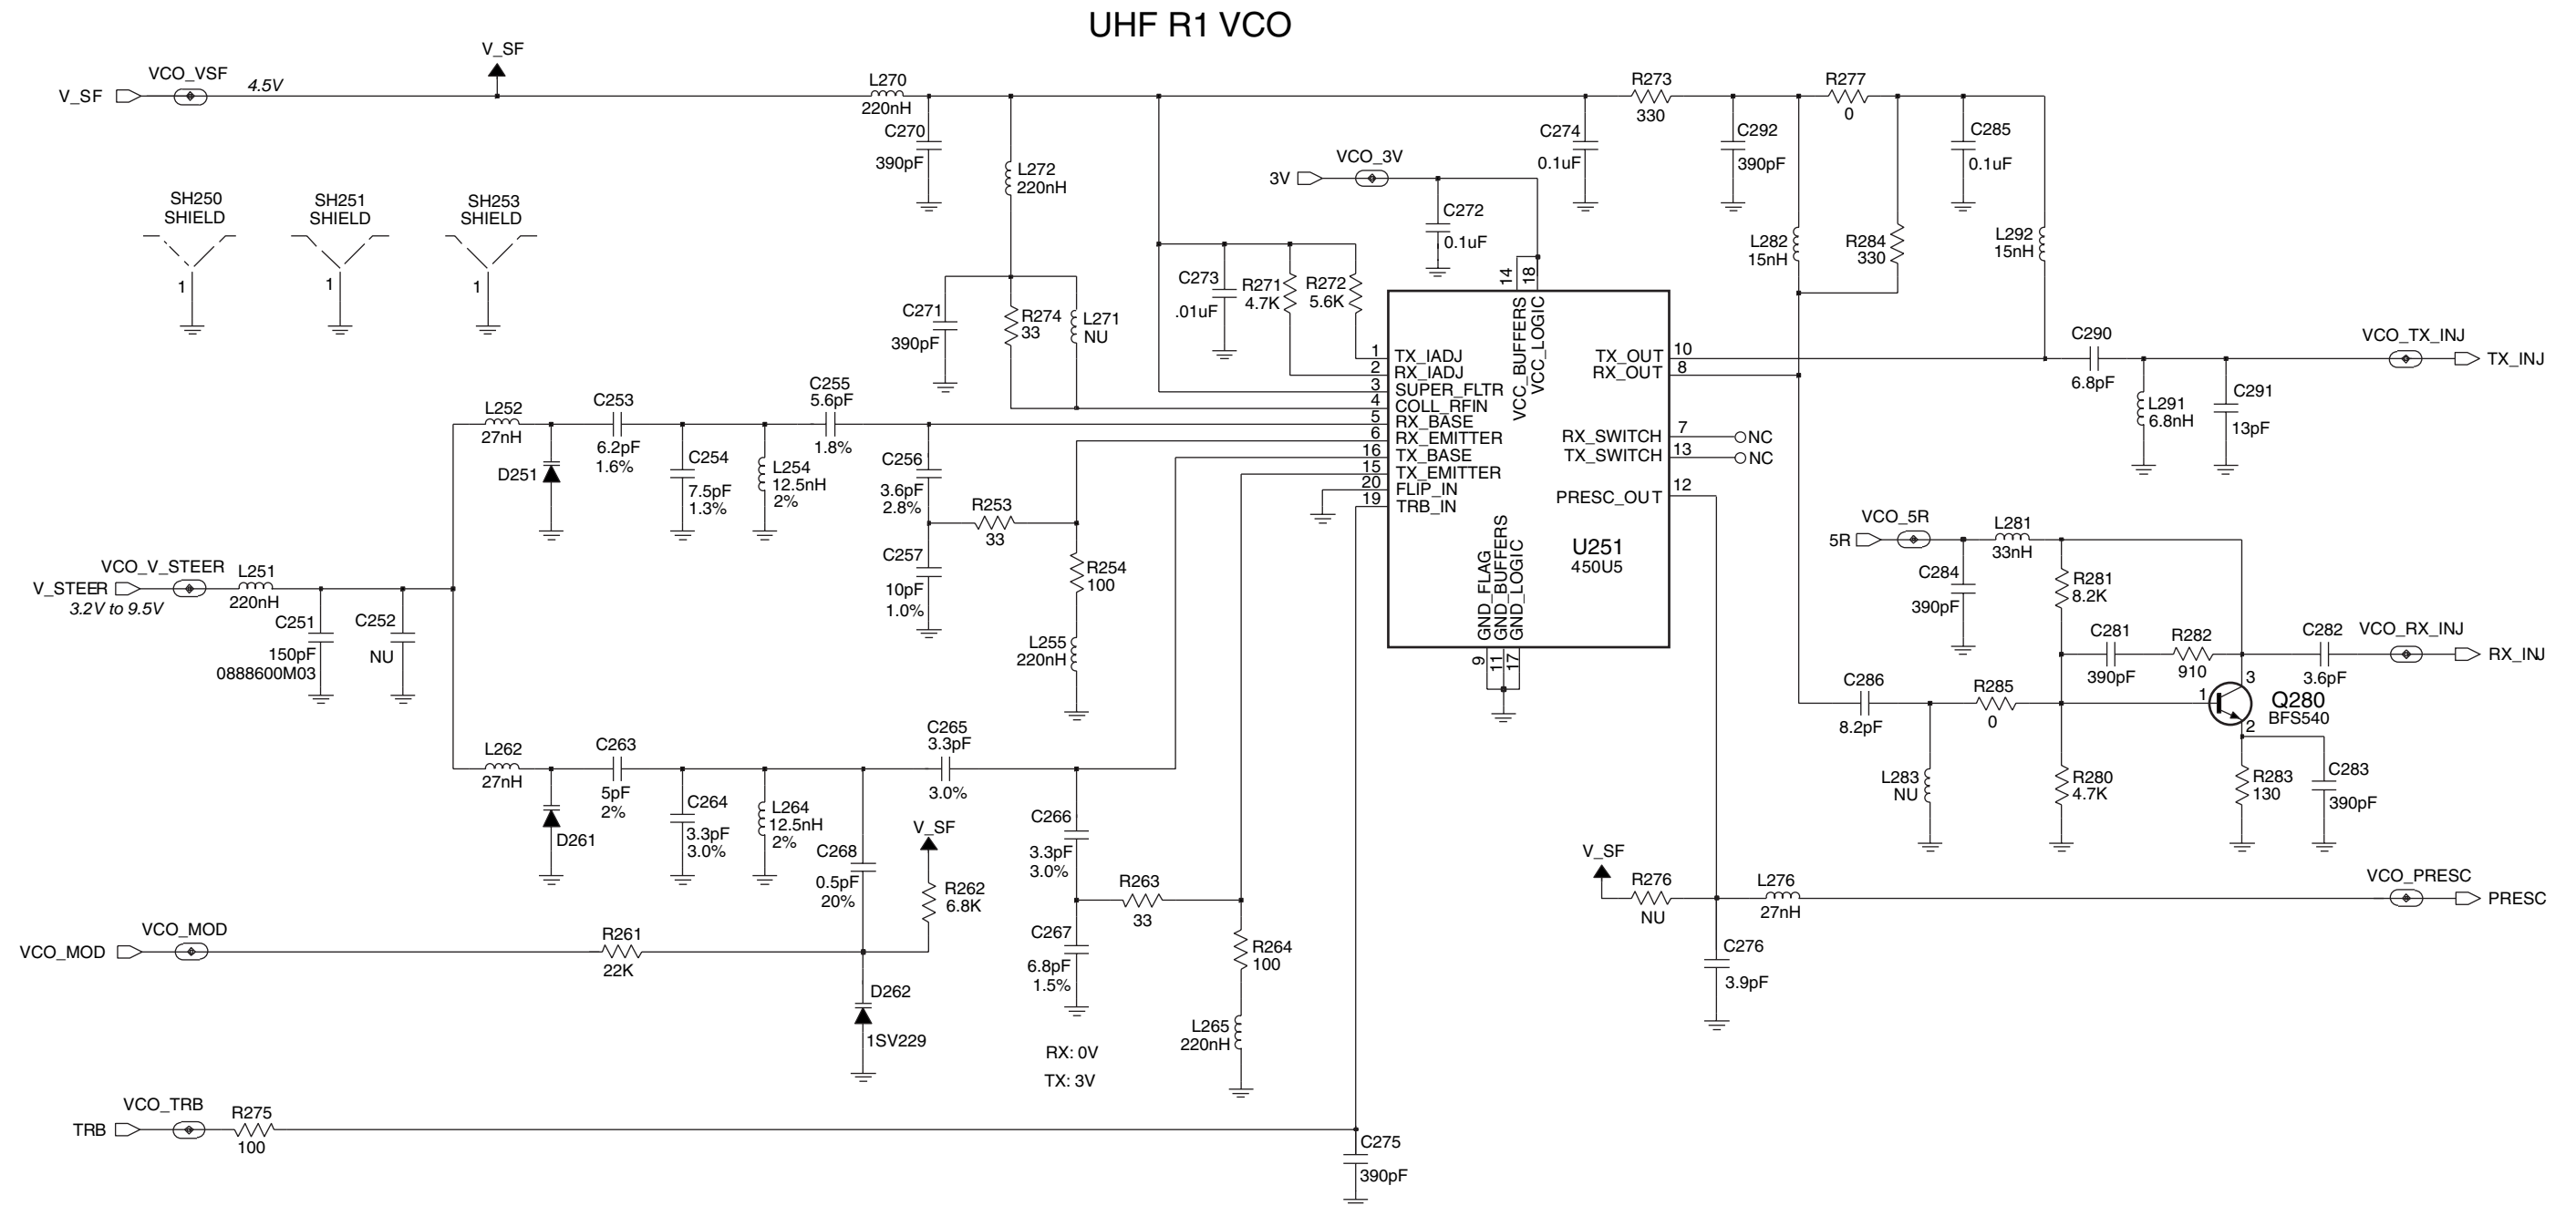 UHF R1 VCO
V_SF
VCO_VSF
4.5V
V_SF
L270
220nH
C270
390pF
L272
220nH
R273
330
R277
0
C274
0.1uF
C292
390pF
C285
0.1uF
VCO_3V
3V
C272
0.1uF
SH250
SHIELD
1
SH251
SHIELD
1
SH253
SHIELD
1
L282
15nH
R284
330
L292
15nH
C273
.01uF
R271
4.7K
R272
5.6K
C271
390pF
R274
33
L271
NU
14
18
VCC_BUFFERS
VCC_LOGIC
1 TX_IADJ
2 RX_IADJ
3 SUPER_FLTR
4 COLL_RFIN
5 RX_BASE
6 RX_EMITTER
16 TX_BASE
15 TX_EMITTER
20 FLIP_IN
19 TRB_IN
TX_OUT 10
RX_OUT 8
RX_SWITCH 7 NC
TX_SWITCH 13 NC
PRESC_OUT 12
U251
450U5
GND_FLAG
GND_BUFFERS
GND_LOGIC
9
11
17
C290
6.8pF
L291
6.8nH
C291
13pF
VCO_TX_INJ
TX_INJ
L252
27nH
D251
C253
6.2pF
1.6%
C254
7.5pF
1.3%
L254
12.5nH
2%
C255
5.6pF
1.8%
C256
3.6pF
2.8%
R253
33
C257
10pF
1.0%
R254
100
L255
220nH
VCO_V_STEER
V_STEER
3.2V to 9.5V
L251
220nH
C251
150pF
0888600M03
C252
NU
VCO_5R
5R
L281
33nH
C284
390pF
R281
8.2K
C281
390pF
R282
910
C282
3.6pF
VCO_RX_INJ
RX_INJ
C286
8.2pF
R285
0
1
3
2
Q280
BFS540
L283
NU
R280
4.7K
R283
130
C283
390pF
L262
27nH
D261
C263
5pF
2%
C264
3.3pF
3.0%
L264
12.5nH
2%
C265
3.3pF
3.0%
C268
0.5pF
20%
V_SF
R262
6.8K
C266
3.3pF
3.0%
R263
33
C267
6.8pF
1.5%
R264
100
L265
220nH
V_SF
R276
NU
L276
27nH
C276
3.9pF
VCO_PRESC
PRESC
VCO_MOD
VCO_MOD
R261
22K
D262
1SV229
RX: 0V
TX: 3V
VCO_TRB
TRB
R275
100
C275
390pF